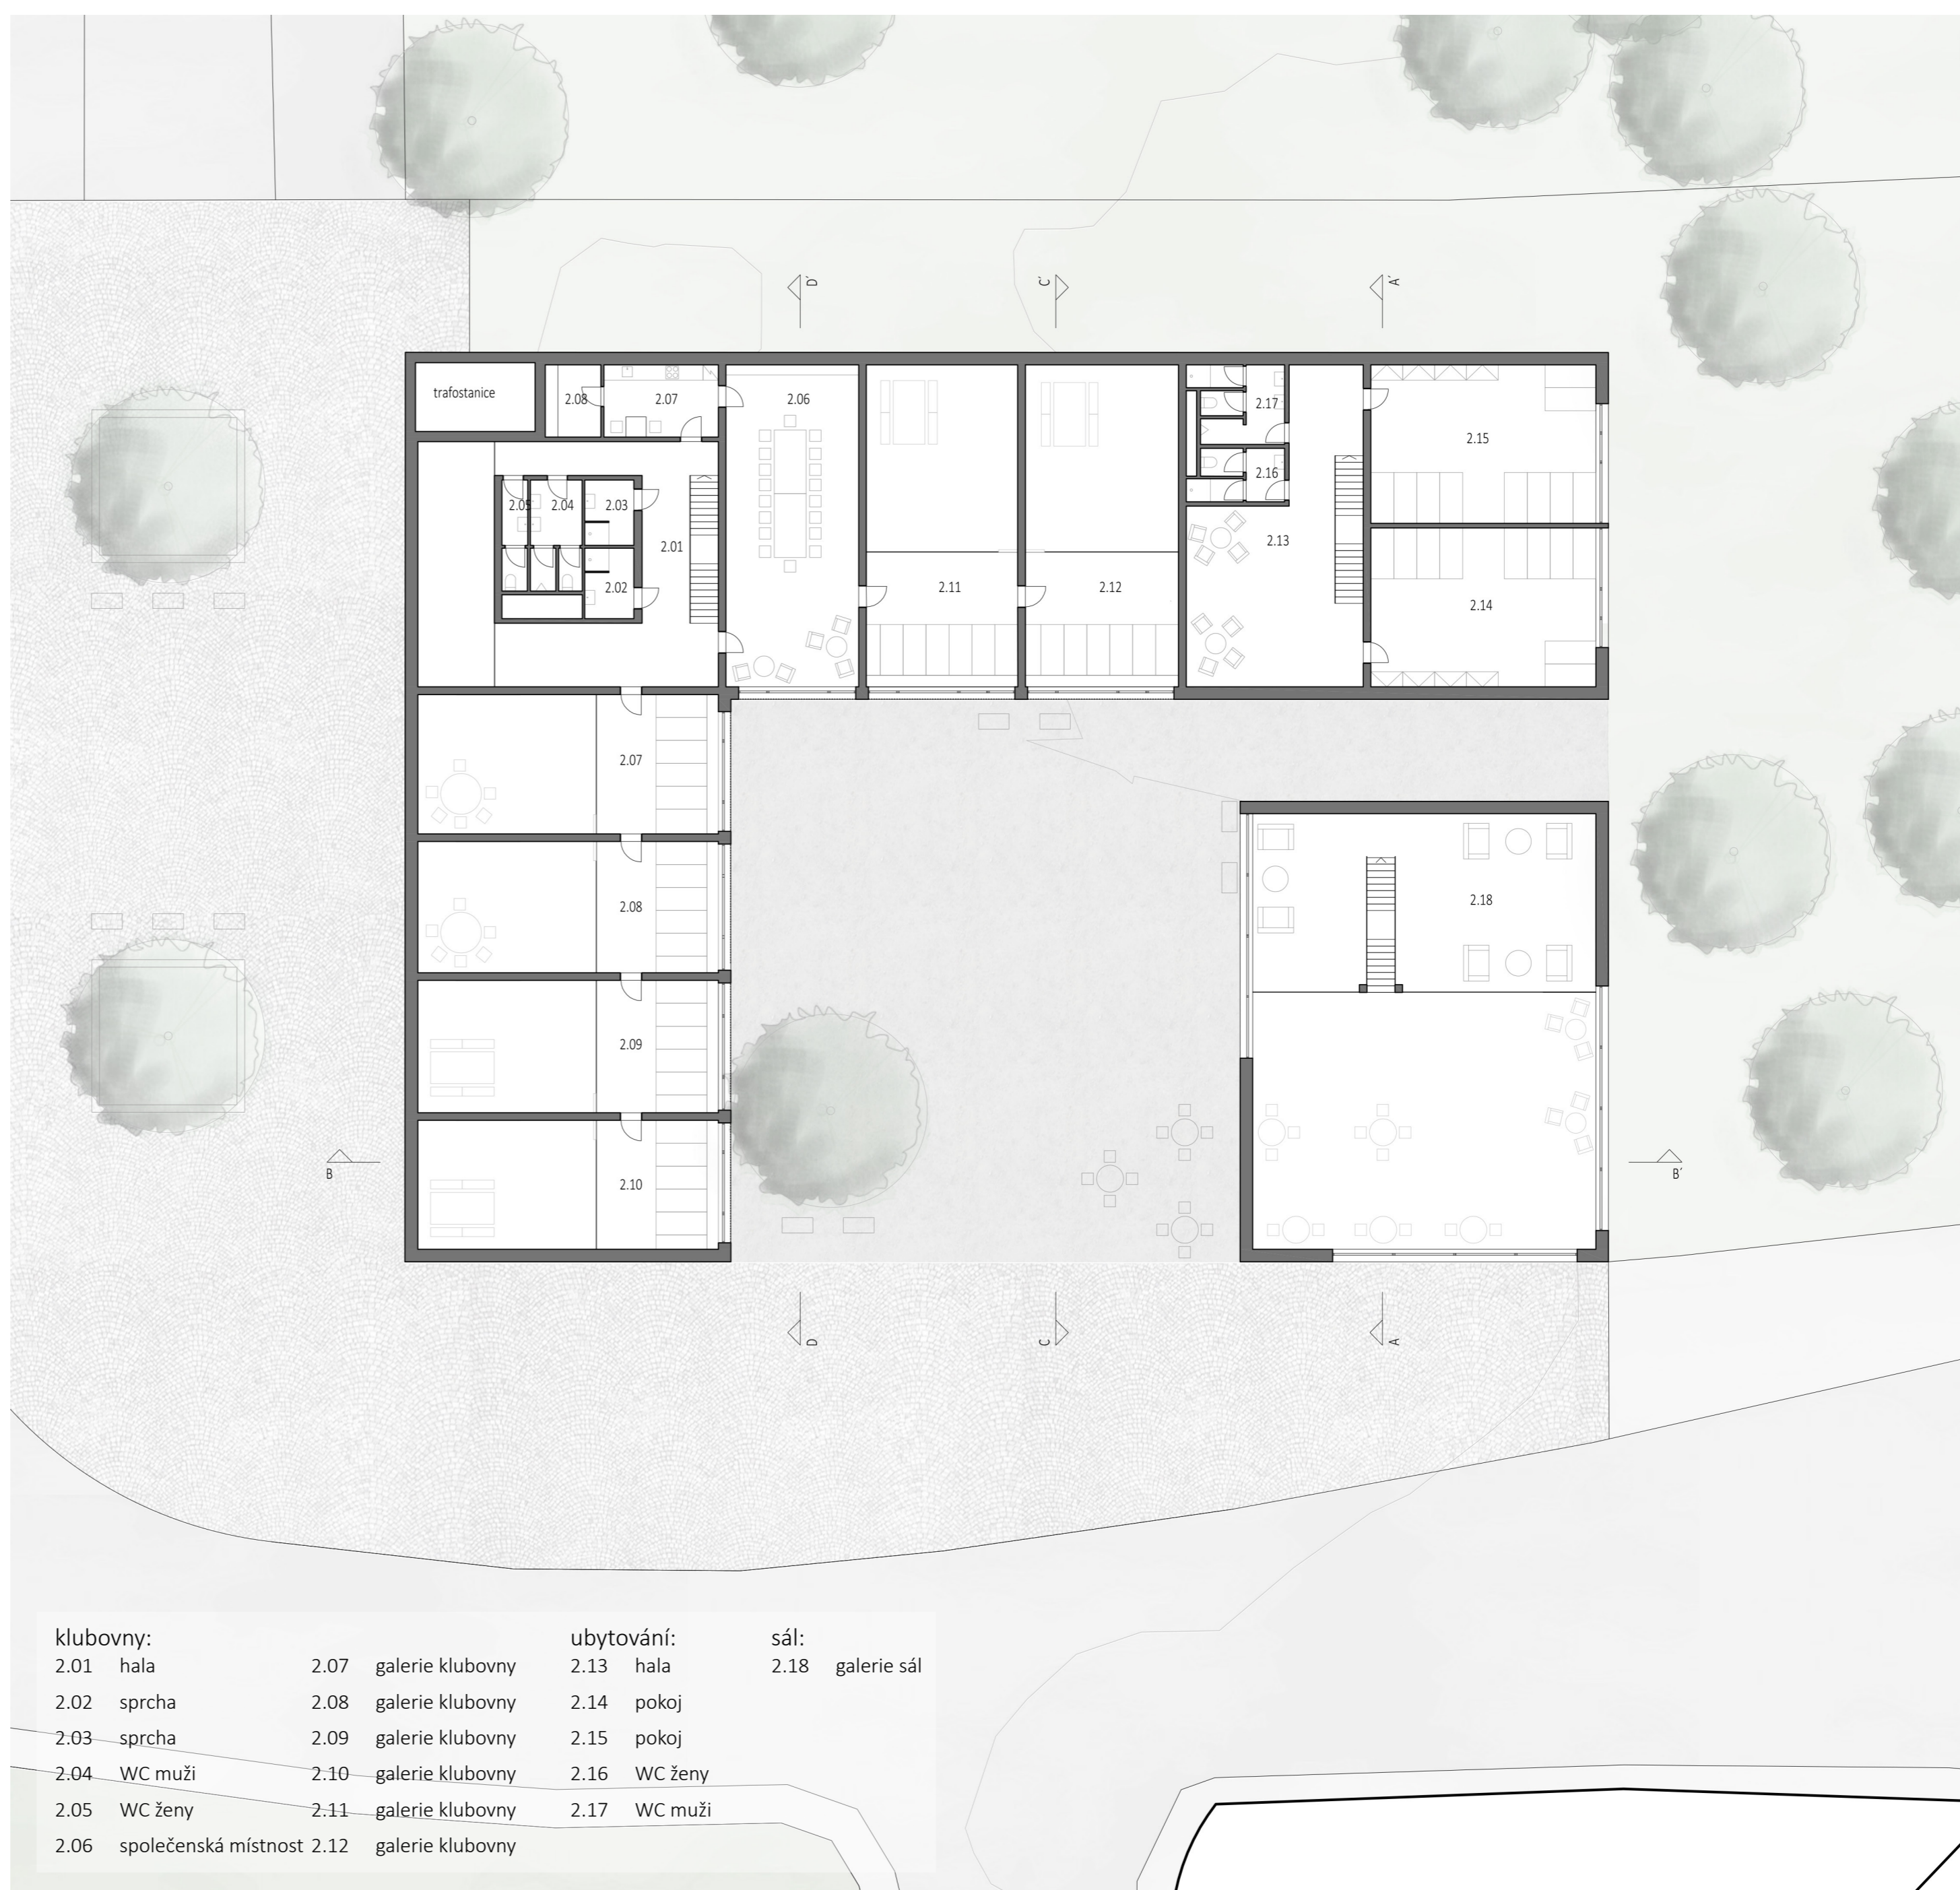 D´
C´
A´
trafostanice
2.08
2.07
2.06
2.17
2.15
2.16
2.05
2.04
2.03
2.01
2.13
2.02
2.11
2.12
2.14
2.07
2.08
2.18
2.09
B
2.10
B´
D
C
A
klubovny:
2.01 hala
2.02 sprcha
2.03 sprcha
2.04 WC muži
2.05 WC ženy
2.06 společenská místnost
2.07 galerie klubovny
2.08 galerie klubovny
2.09 galerie klubovny
2.10 galerie klubovny
2.11 galerie klubovny
2.12 galerie klubovny
ubytování:
2.13 hala
2.14 pokoj
2.15 pokoj
2.16 WC ženy
2.17 WC muži
sál:
2.18 galerie sál